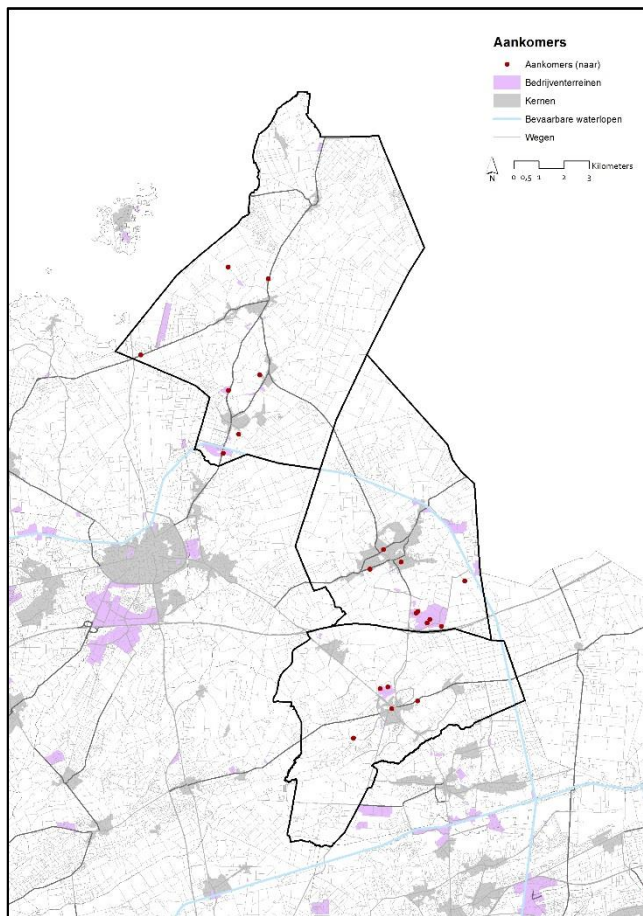 Aankomers
Aankomers (naar)
Bedrijventerreinen
Kernen
Bevaarbare waterlopen
Wegen
N
Kilometers
0 0,5 1 2 3